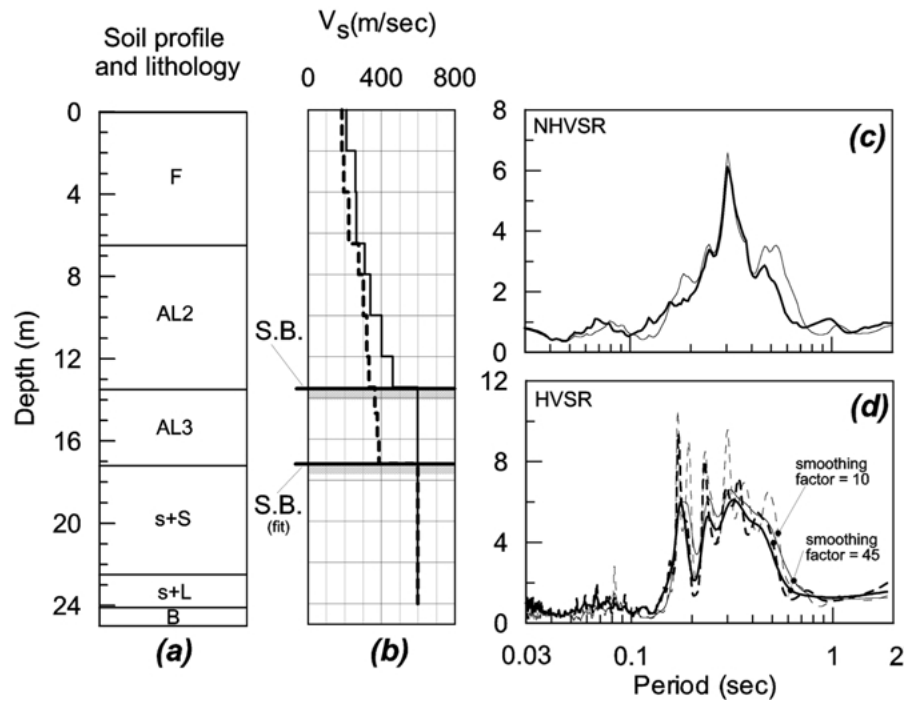 Soil profile
and lithology
Depth (m)
0
4
8
12
16
20
24
F
AL2
AL3
s+S
s+L
B
(a)
Vs(m/sec)
0 400 800
S.B.
S.B.
(fit)
(b)
NHVSR
(c)
8
6
4
2
0
HVSR
(d)
12
8
4
0
smoothing
factor = 10
smoothing
factor = 45
0.03 0.1 1 2
Period (sec)